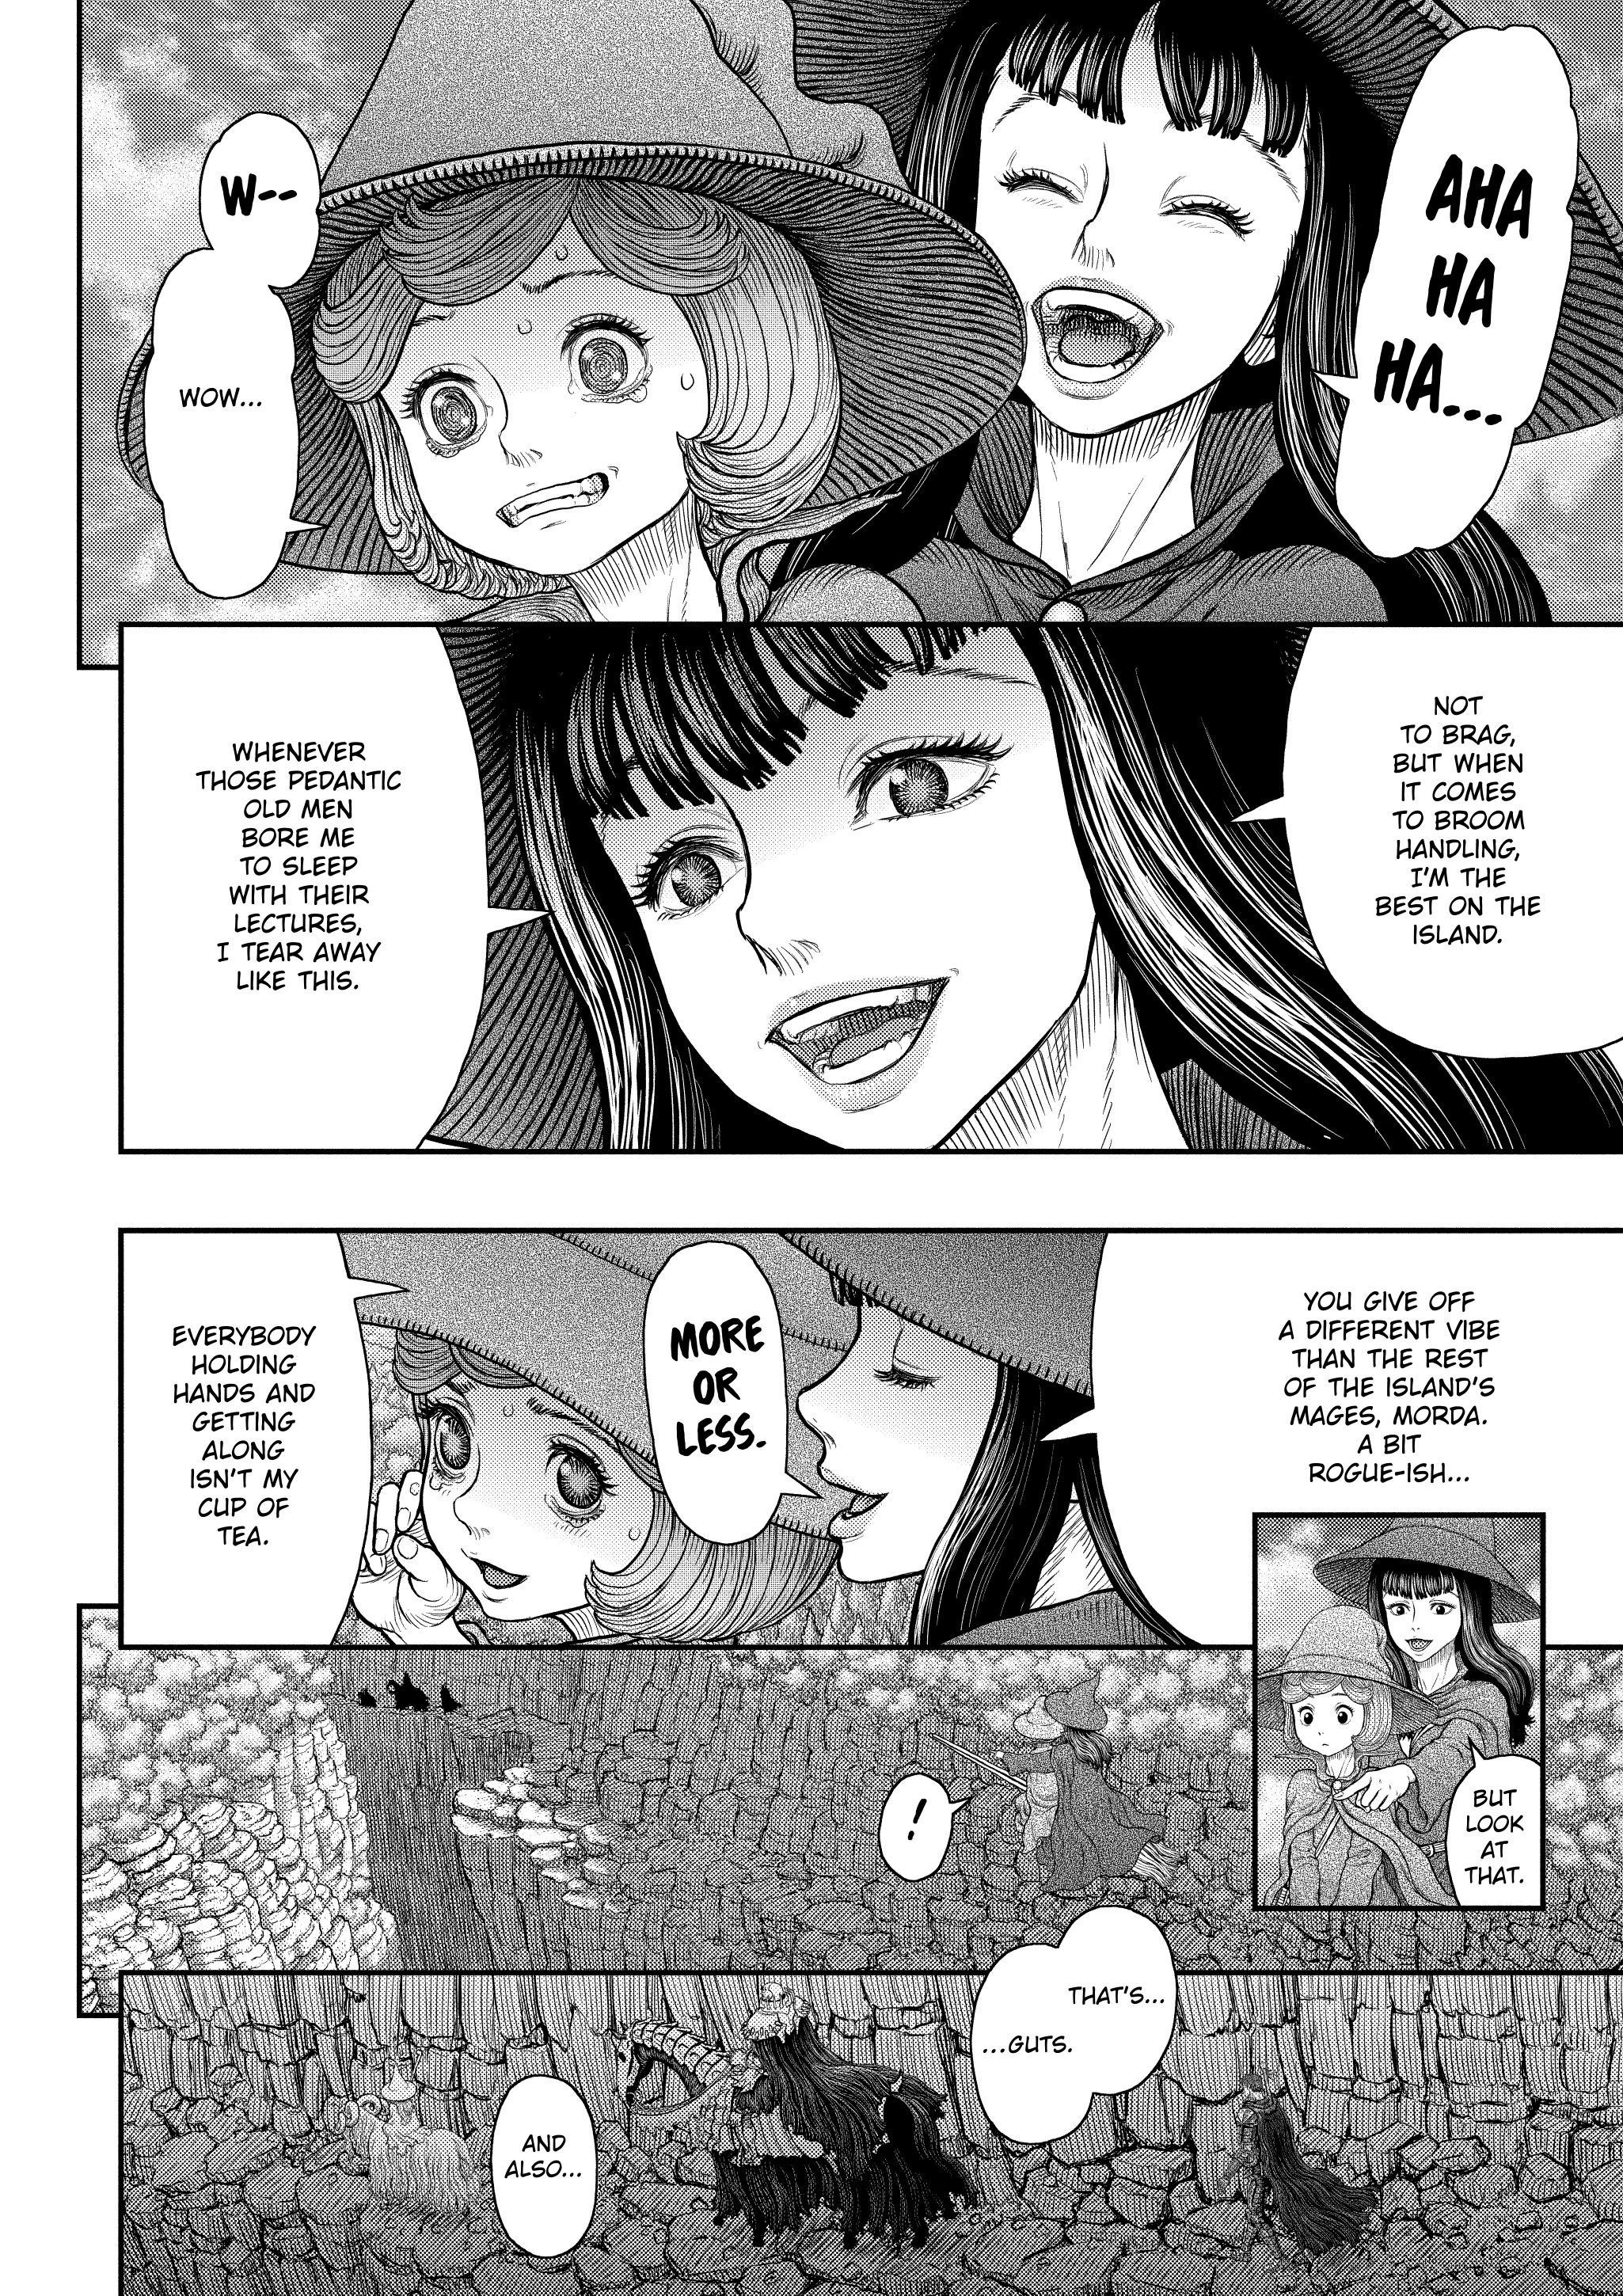 AHA
HA
HA...
W--
WOW...
NOT
TO BRAG,
BUT WHEN
IT COMES
TO BROOM
HANDLING,
I'M THE
BEST ON THE
ISLAND.
WHENEVER
THOSE PEDANTIC
OLD MEN
BORE ME
TO SLEEP
WITH THEIR
LECTURES,
I TEAR AWAY
LIKE THIS.
YOU GIVE OFF
A DIFFERENT VIBE
THAN THE REST
OF THE ISLAND'S
MAGES, MORDA.
A BIT
ROGUE-ISH...
MORE
OR
LESS.
EVERYBODY
HOLDING
HANDS AND
GETTING
ALONG
ISN'T MY
CUP OF
TEA.
BUT
LOOK
AT
THAT.
!
THAT'S...
...GUTS.
AND
ALSO...